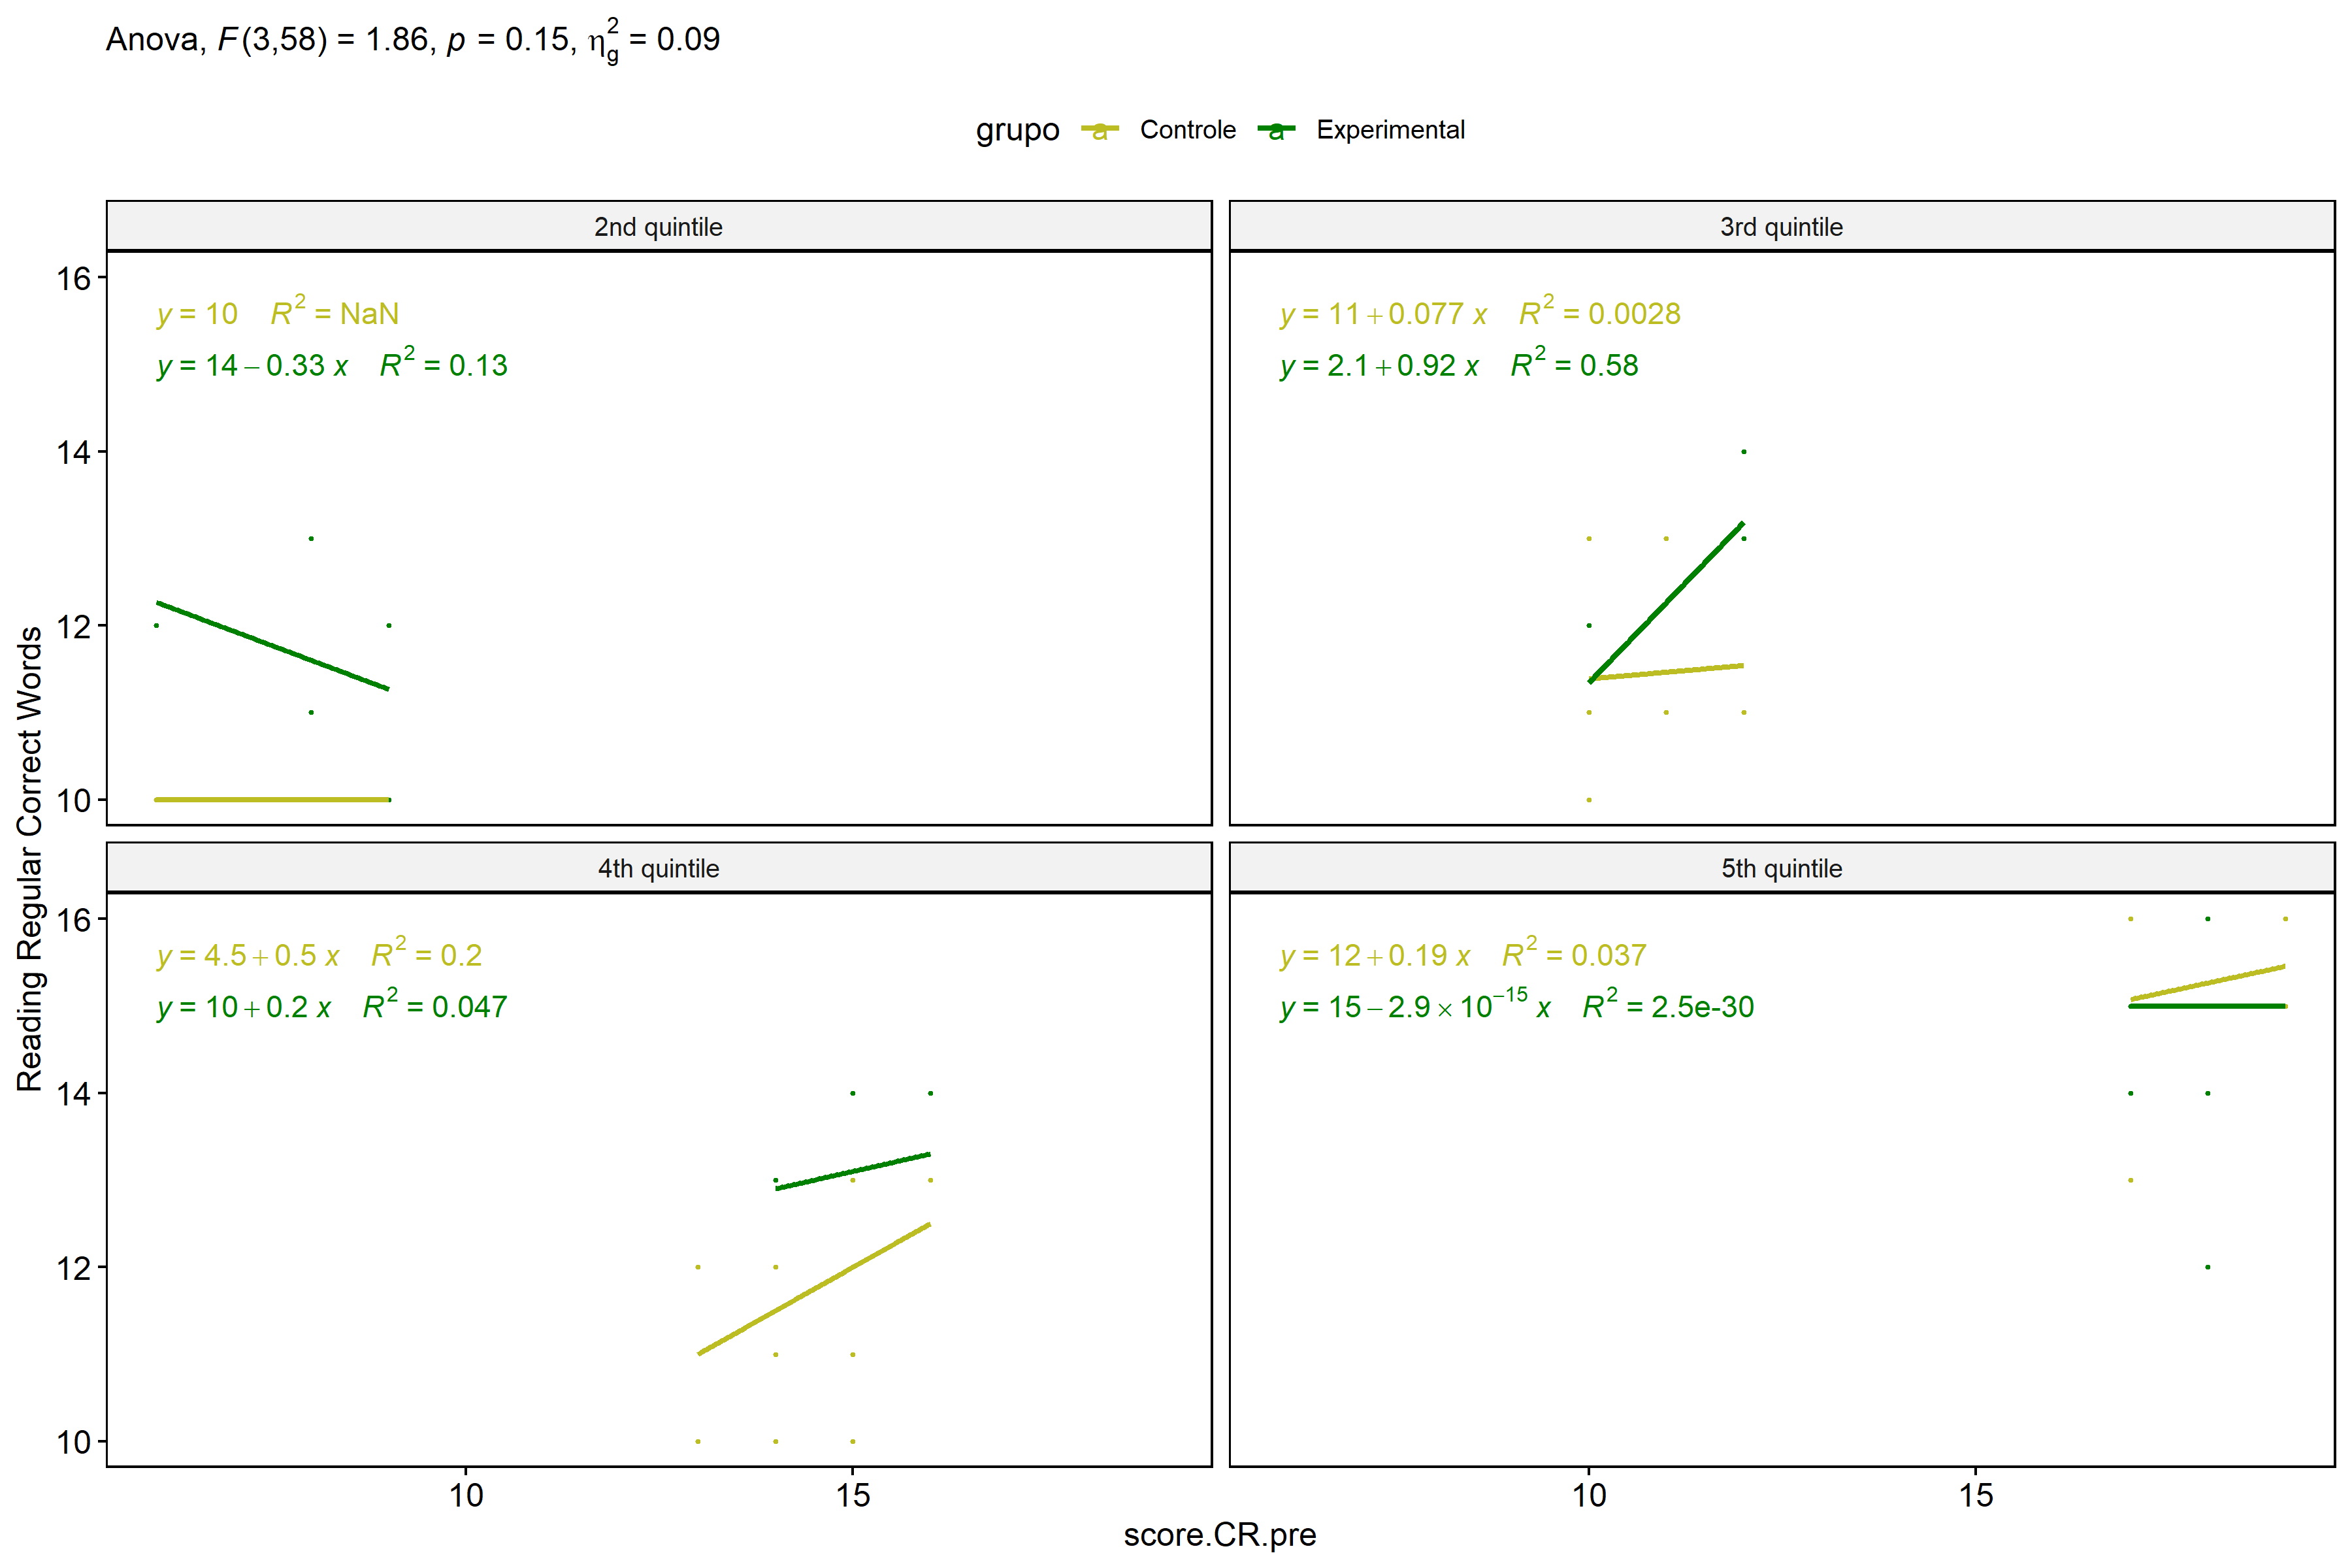 Anova, F(3,58) = 1.86, p = 0.15, η²g = 0.09
grupo a Controle a Experimental
2nd quintile
y = 10 R² = NaN
y = 14 − 0.33 x R² = 0.13
3rd quintile
y = 11 + 0.077 x R² = 0.0028
y = 2.1 + 0.92 x R² = 0.58
16
14
12
10
4th quintile
y = 4.5 + 0.5 x R² = 0.2
y = 10 + 0.2 x R² = 0.047
5th quintile
y = 12 + 0.19 x R² = 0.037
y = 15 − 2.9 × 10⁻¹⁵ x R² = 2.5e-30
16
14
12
10
Reading Regular Correct Words
10 15 10 15
score.CR.pre